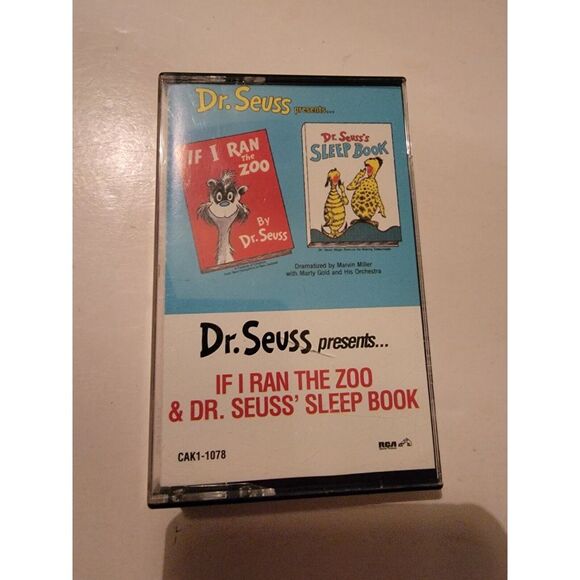 Dr. Seuss presents...
IF I RAN
The
ZOO
By
Dr. Seuss
Dr. Seuss's
SLEEP BOOK
Dramatized by Marvin Miller
with Marty Gold and His Orchestra
Dr. Seuss presents...
IF I RAN THE ZOO
& DR. SEUSS' SLEEP BOOK
CAK1-1078
RCA